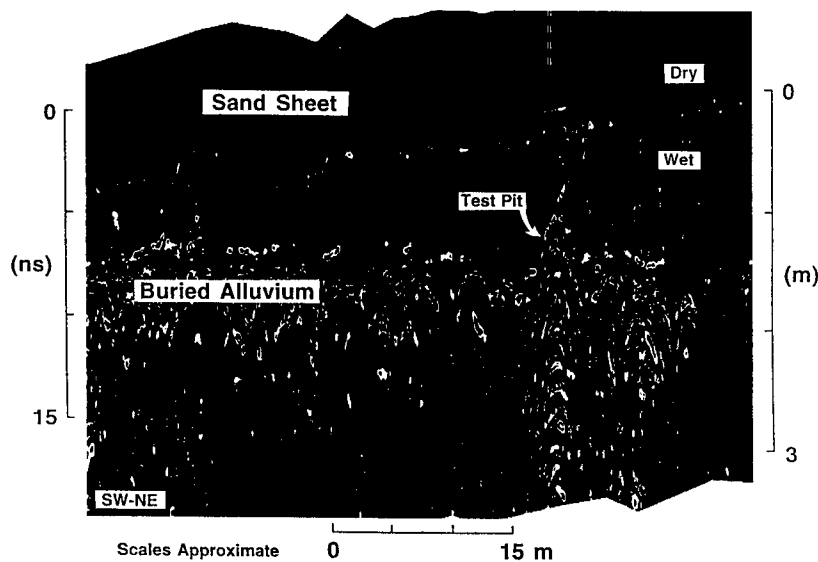 Dry
0
0
Sand Sheet
Wet
Test Pit
(ns)
(m)
Buried Alluvium
15
3
SW-NE
Scales Approximate
0
15 m